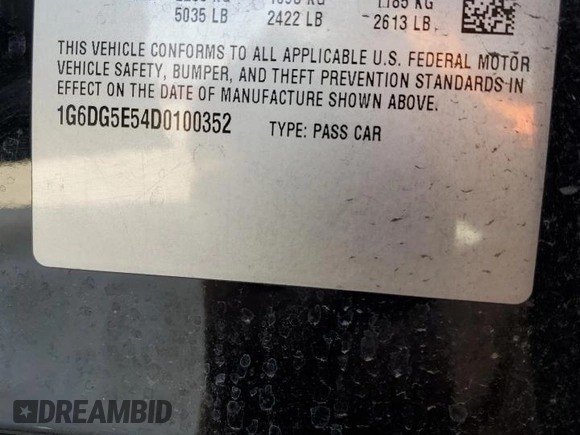 5035 LB 2422 LB 2613 LB
THIS VEHICLE CONFORMS TO ALL APPLICABLE U.S. FEDERAL MOTOR
VEHICLE SAFETY, BUMPER, AND THEFT PREVENTION STANDARDS IN
EFFECT ON THE DATE OF MANUFACTURE SHOWN ABOVE.
1G6DG5E54D0100352 TYPE: PASS CAR
DREAMBID